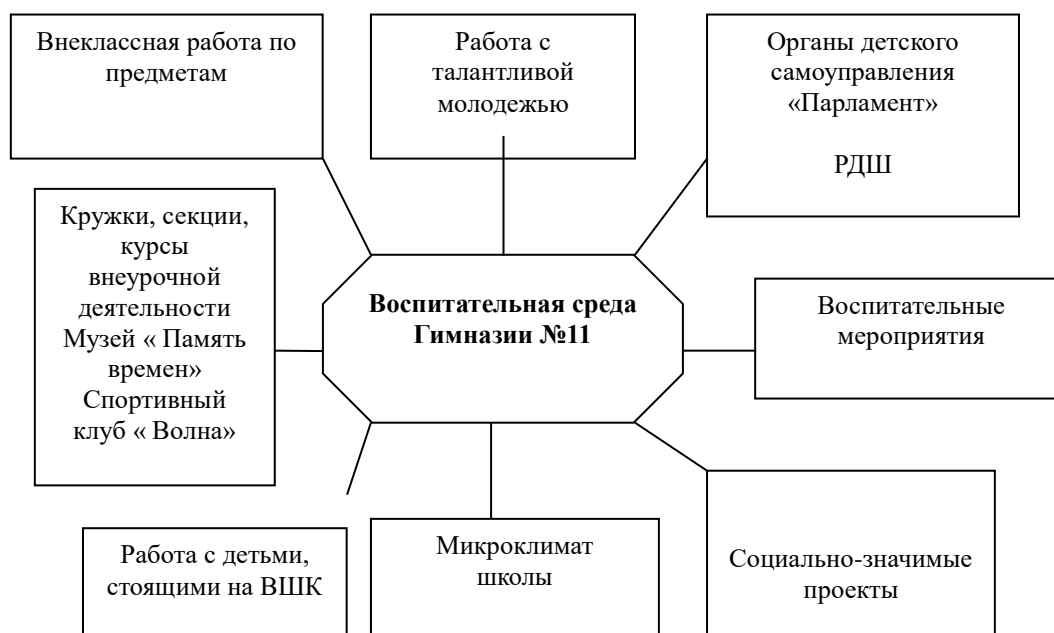 Внеклассная работа по
предметам
Работа с
талантливой
молодежью
Органы детского
самоуправления
«Парламент»
РДШ
Кружки, секции,
курсы
внеурочной
деятельности
Музей « Память
времен»
Спортивный
клуб « Волна»
Воспитательная среда
Гимназии №11
Воспитательные
мероприятия
Работа с детьми,
стоящими на ВШК
Микроклимат
школы
Социально-значимые
проекты